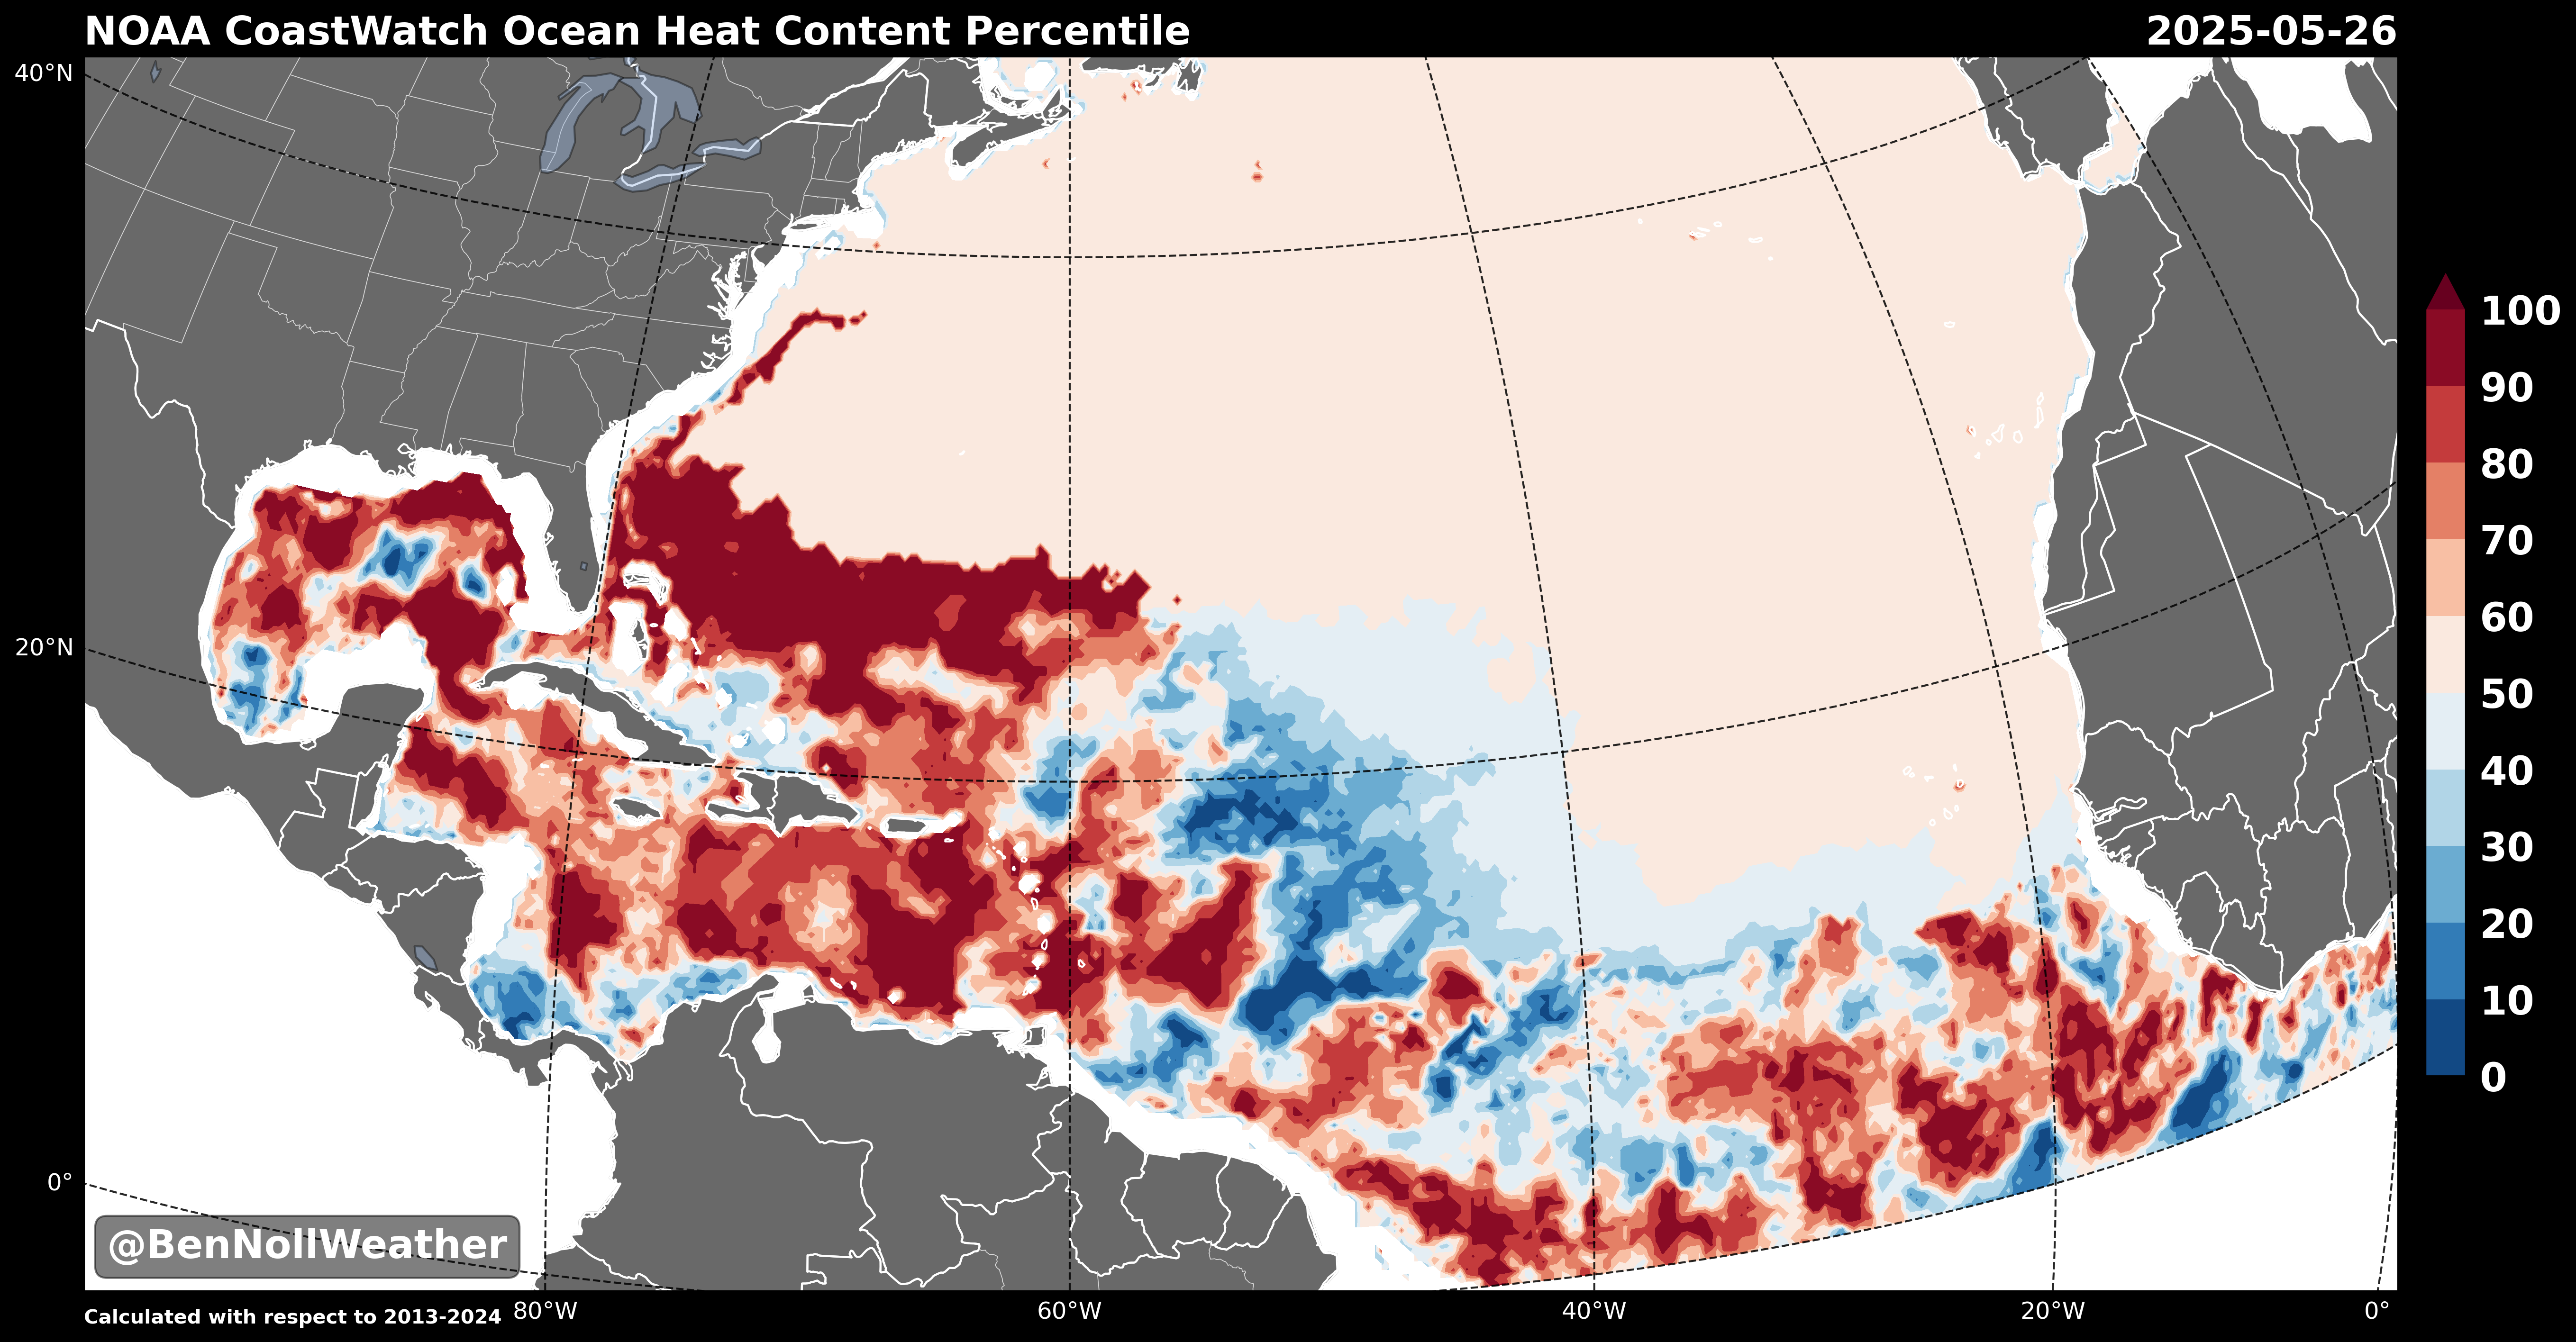 NOAA CoastWatch Ocean Heat Content Percentile
2025-05-26
40°N
20°N
0°
100
90
80
70
60
50
40
30
20
10
0
@BenNollWeather
80°W
60°W
40°W
20°W
0°
Calculated with respect to 2013-2024